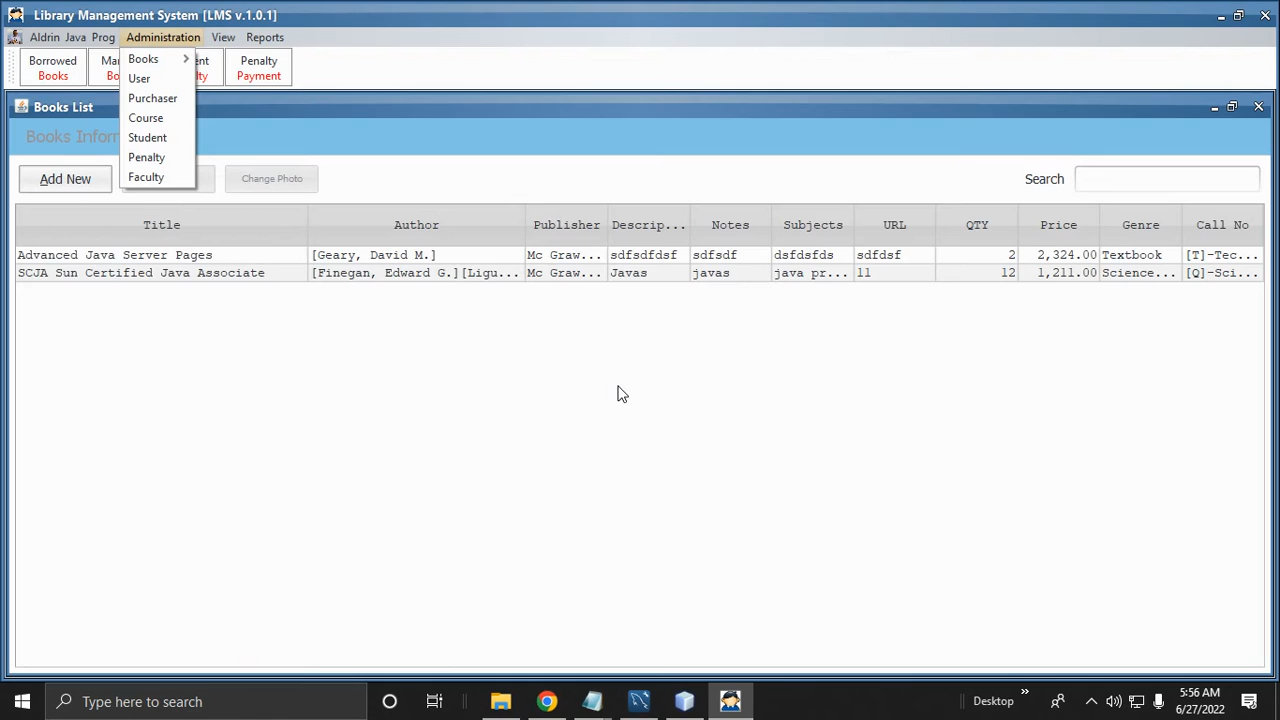 Library Management System [LMS v.1.0.1]
Aldrin Java Prog Administration View Reports
Borrowed
Books
Penalty
Payment
Books
User
Purchaser
Course
Student
Penalty
Faculty
Books List
Books
Add New
Change Photo
Search
Title Author Publisher Descrip... Notes Subjects URL QTY Price Genre Call No
Advanced Java Server Pages [Geary, David M.] Mc Graw... sdfsdfdsf sdfsdf dsfdsfds sdfdsf 2 2,324.00 Textbook [T]-Tec...
SCJA Sun Certified Java Associate [Finegan, Edward G.][Ligu... Mc Graw... Javas javas java pr... 11 12 1,211.00 Science... [Q]-Sci...
Type here to search
Desktop
5:56 AM
6/27/2022